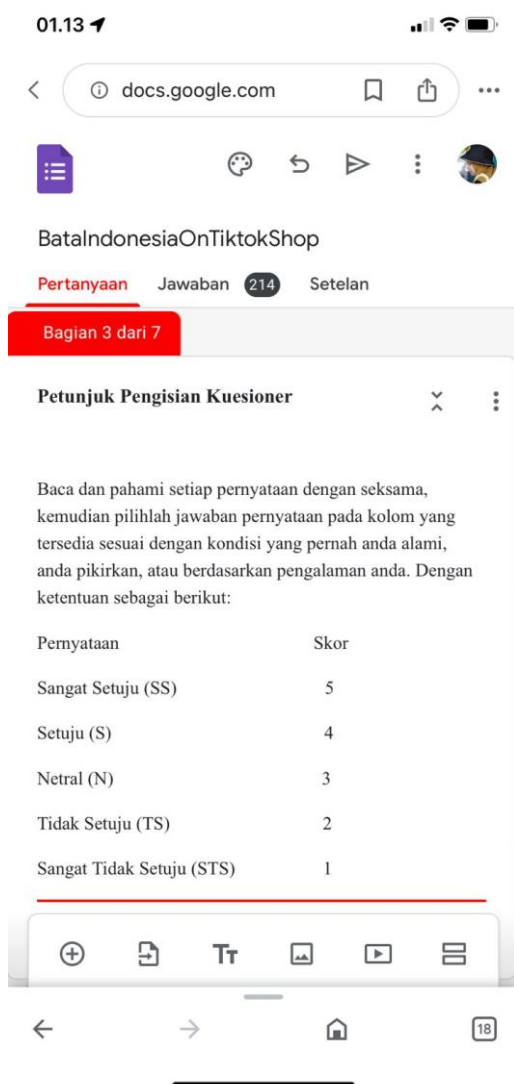 01.13
docs.google.com
BataIndonesiaOnTiktokShop
Pertanyaan Jawaban 214 Setelan
Bagian 3 dari 7
Petunjuk Pengisian Kuesioner
Baca dan pahami setiap pernyataan dengan seksama,
kemudian pilihlah jawaban pernyataan pada kolom yang
tersedia sesuai dengan kondisi yang pernah anda alami,
anda pikirkan, atau berdasarkan pengalaman anda. Dengan
ketentuan sebagai berikut:
Pernyataan Skor
Sangat Setuju (SS) 5
Setuju (S) 4
Netral (N) 3
Tidak Setuju (TS) 2
Sangat Tidak Setuju (STS) 1
Tт
18